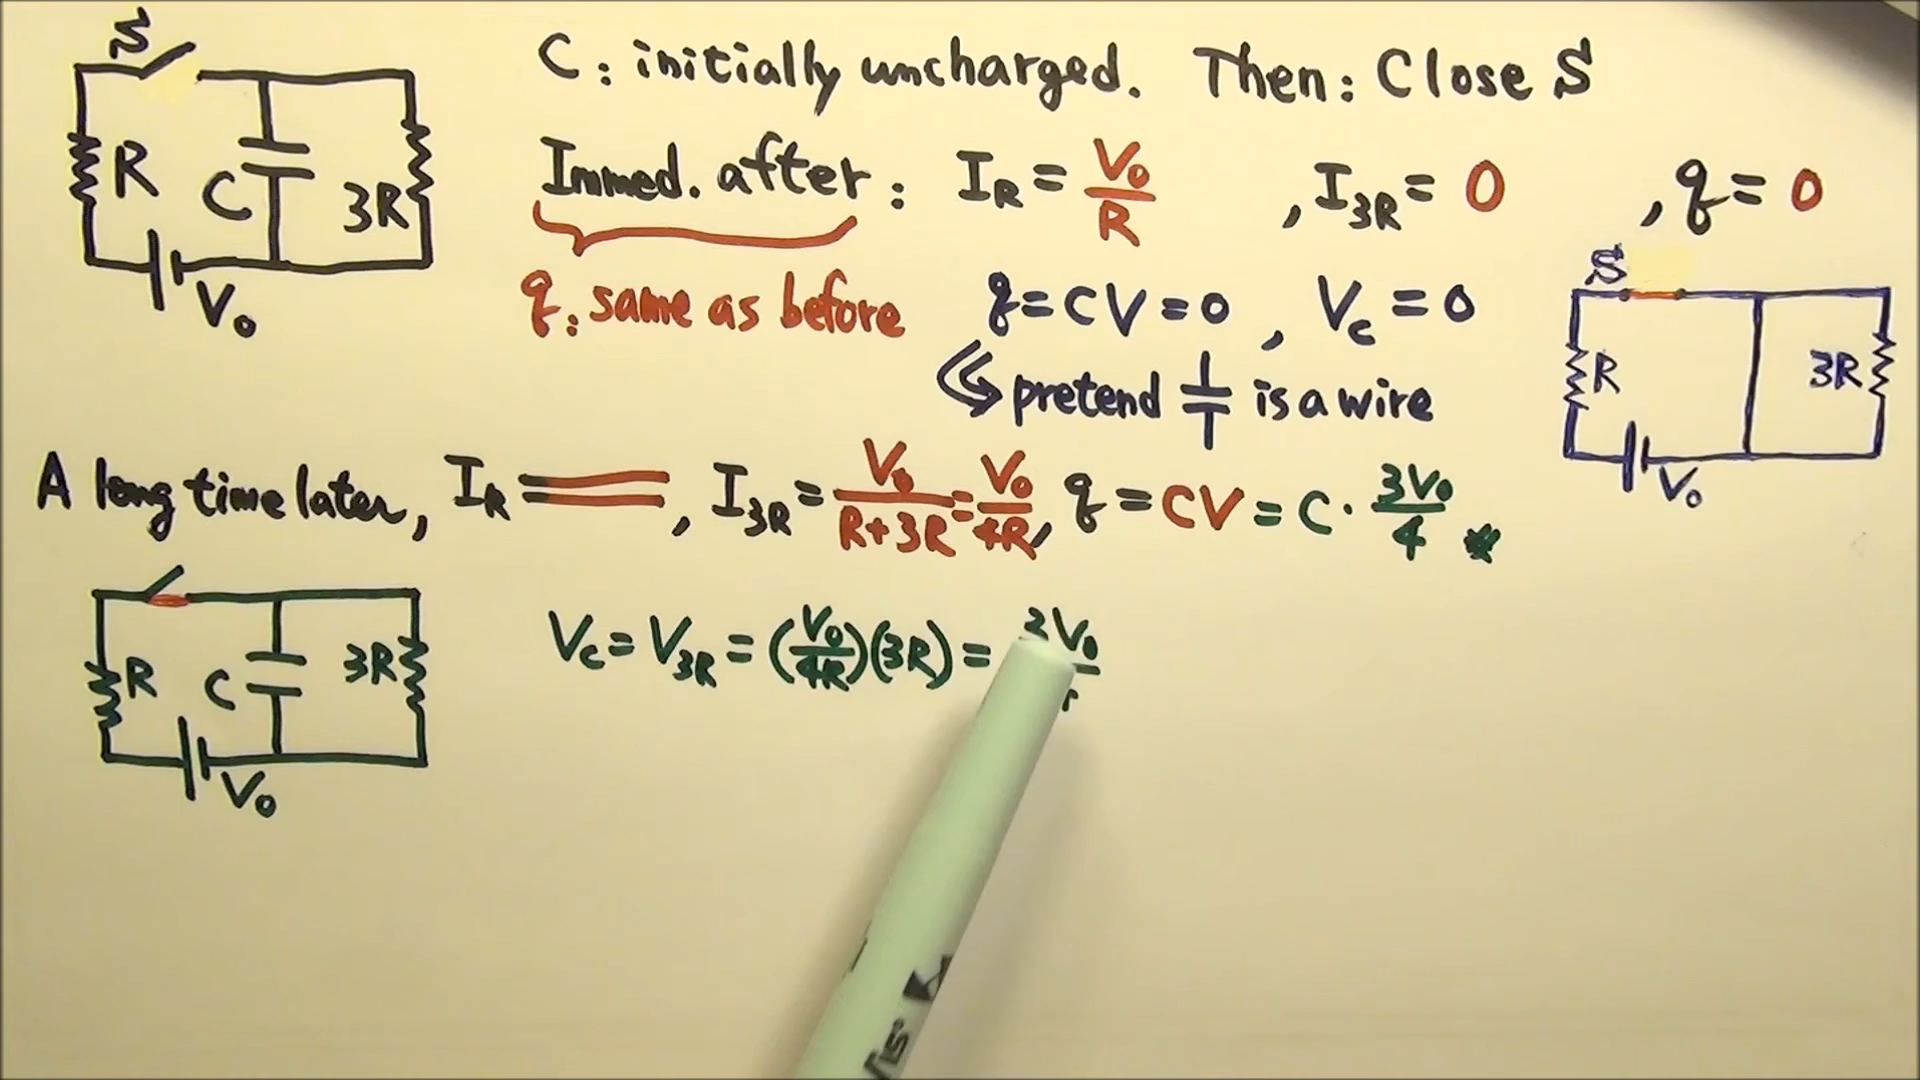 S
R
C
3R
V₀
C: initially uncharged. Then: Close S
Immed. after: I_R = V₀/R , I_3R = 0 , q = 0
q: same as before q = CV = 0 , V_c = 0
pretend is a wire
S
R
3R
V₀
A long time later, I_R = , I_3R = V₀/(R+3R) = V₀/4R, q = CV = C · 3V₀/4
R
C
3R
V₀
V_c = V_3R = (V₀/4R)(3R) = 3V₀